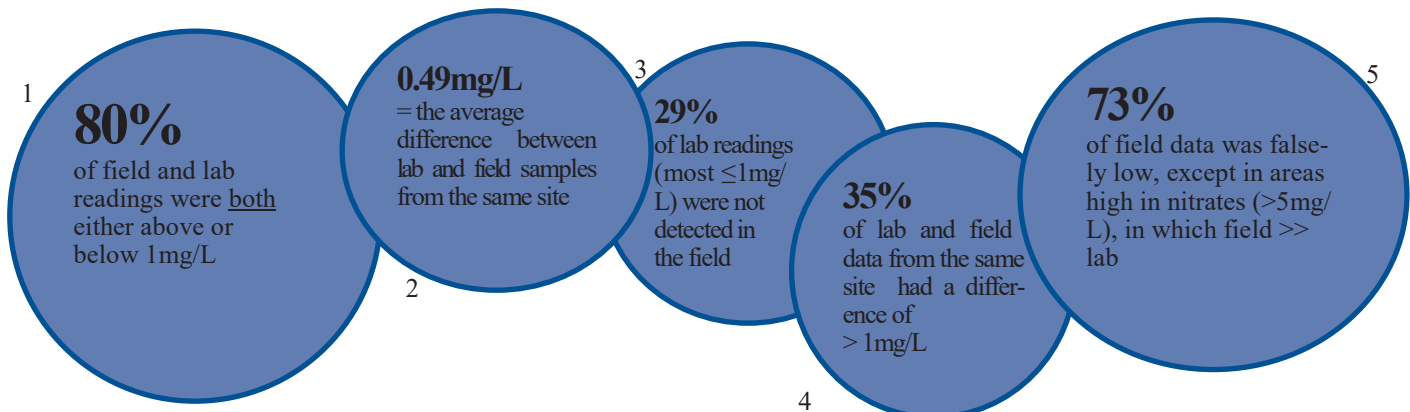 1
80%
of field and lab
readings were both
either above or
below 1mg/L
2
0.49mg/L
= the average
difference between
lab and field samples
from the same site
3
29%
of lab readings
(most ≤1mg/
L) were not
detected in
the field
4
35%
of lab and field
data from the same
site had a differ-
ence of
> 1mg/L
5
73%
of field data was false-
ly low, except in areas
high in nitrates (>5mg/
L), in which field >>
lab